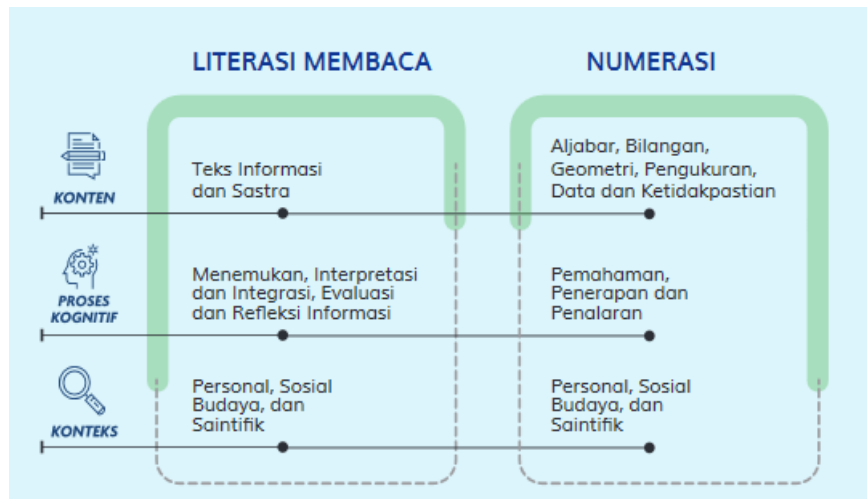 LITERASI MEMBACA
NUMERASI
KONTEN
Teks Informasi
dan Sastra
Aljabar, Bilangan,
Geometri, Pengukuran,
Data dan Ketidakpastian
PROSES
KOGNITIF
Menemukan, Interpretasi
dan Integrasi, Evaluasi
dan Refleksi Informasi
Pemahaman,
Penerapan dan
Penalaran
KONTEKS
Personal, Sosial
Budaya, dan
Saintifik
Personal, Sosial
Budaya, dan
Saintifik